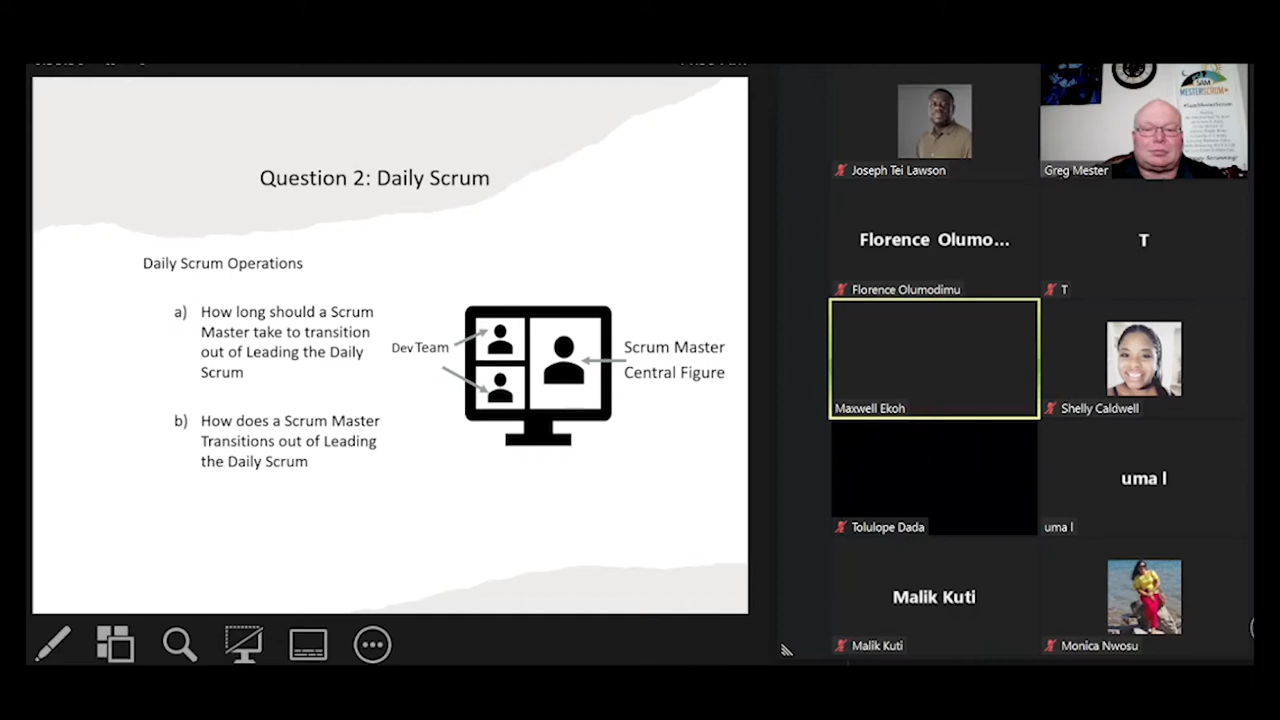 Question 2: Daily Scrum
Daily Scrum Operations
a) How long should a Scrum
Master take to transition
out of Leading the Daily
Scrum
b) How does a Scrum Master
Transitions out of Leading
the Daily Scrum
Dev Team
Scrum Master
Central Figure
Joseph Tei Lawson
SAM
MESTERSCRUM
Greg Mester
Florence Olumo...
Florence Olumodimu
T
T
Maxwell Ekoh
Shelly Caldwell
Tolulope Dada
uma l
uma l
Malik Kuti
Malik Kuti
Monica Nwosu